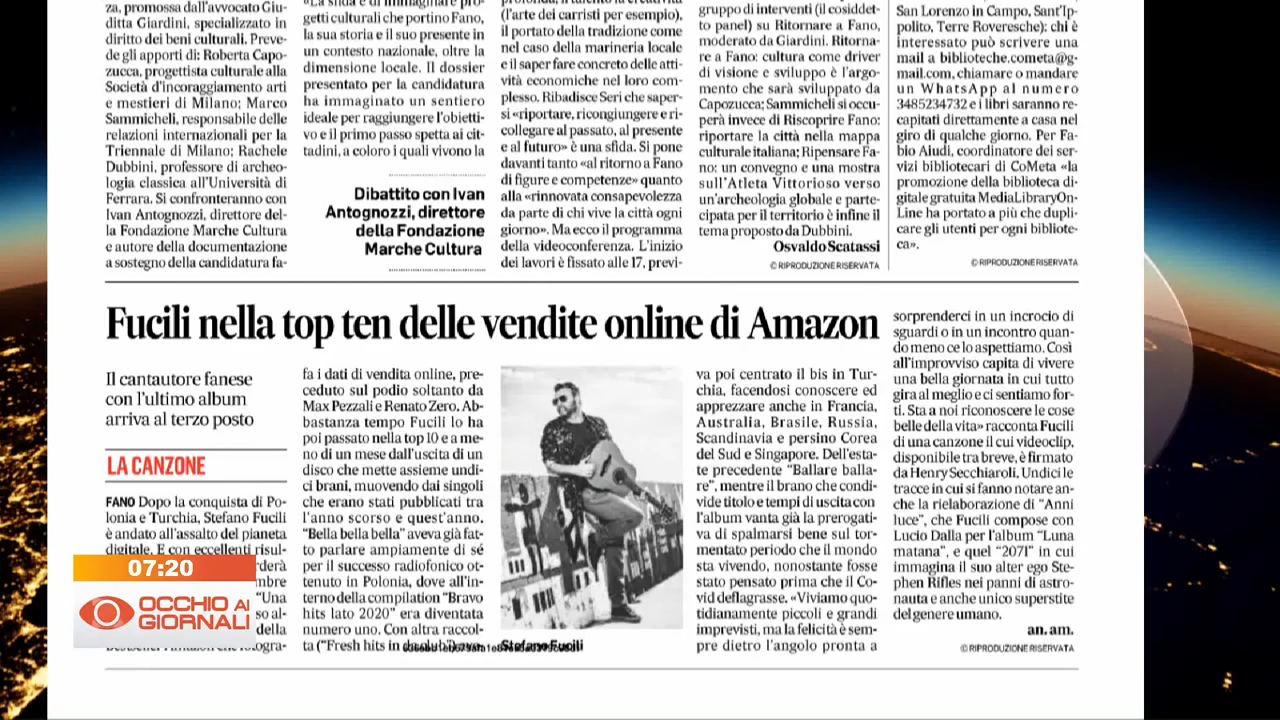 za, promossa dall'avvocato Giu-
ditta Giardini, specializzato in
diritto dei beni culturali. Preve-
de gli apporti di: Roberta Capo-
zucca, progettista culturale alla
Società d'incoraggiamento arti
e mestieri di Milano; Marco
Sammicheli, responsabile delle
relazioni internazionali per la
Triennale di Milano; Rachele
Dubbini, professore di archeo-
logia classica all'Università di
Ferrara. Si confronteranno con
Ivan Antognozzi, direttore del-
la Fondazione Marche Cultura
e autore della documentazione
a sostegno della candidatura fa-
getti culturali che portino Fano,
la sua storia e il suo presente in
un contesto nazionale, oltre la
dimensione locale. Il dossier
presentato per la candidatura
ha immaginato un sentiero
ideale per raggiungere l'obietti-
vo e il primo passo spetta ai cit-
tadini, a coloro i quali vivono la
Dibattito con Ivan
Antognozzi, direttore
della Fondazione
Marche Cultura
(l'arte dei carristi per esempio),
il portato della tradizione come
nel caso della marineria locale
e il saper fare concreto delle atti-
vità economiche nel loro com-
plesso. Ribadisce Seri che saper-
si «riportare, ricongiungere e ri-
collegare al passato, al presente
e al futuro» è una sfida. Si pone
davanti tanto «al ritorno a Fano
di figure e competenze» quanto
alla «rinnovata consapevolezza
da parte di chi vive la città ogni
giorno». Ma ecco il programma
della videoconferenza. L'inizio
dei lavori è fissato alle 17, previ-
gruppo di interventi (il cosiddet-
to panel) su Ritornare a Fano,
moderato da Giardini. Ritorna-
re a Fano: cultura come driver
di visione e sviluppo è l'argo-
mento che sarà sviluppato da
Capozucca; Sammicheli si occu-
perà invece di Riscoprire Fano:
riportare la città nella mappa
culturale italiana; Ripensare Fa-
no: un convegno e una mostra
sull'Atleta Vittorioso verso
un'archeologia globale e parte-
cipata per il territorio è infine il
tema proposto da Dubbini.
Osvaldo Scatassi
© RIPRODUZIONE RISERVATA
San Lorenzo in Campo, Sant'Ip-
polito, Terre Roveresche): chi è
interessato può scrivere una
mail a biblioteche.cometa@g-
mail.com, chiamare o mandare
un WhatsApp al numero
3485234732 e i libri saranno re-
capitati direttamente a casa nel
giro di qualche giorno. Per Fa-
bio Aiudi, coordinatore dei ser-
vizi bibliotecari di CoMeta «la
promozione della biblioteca di-
gitale gratuita MediaLibraryOn-
Line ha portato a più che dupli-
care gli utenti per ogni bibliote-
ca».
© RIPRODUZIONE RISERVATA
Fucili nella top ten delle vendite online di Amazon
Il cantautore fanese
con l'ultimo album
arriva al terzo posto
LA CANZONE
FANO Dopo la conquista di Po-
lonia e Turchia, Stefano Fucili
è andato all'assalto del pianeta
digitale. E con eccellenti risul-
"Una
so al-
della
fa i dati di vendita online, pre-
ceduto sul podio soltanto da
Max Pezzali e Renato Zero. Ab-
bastanza tempo Fucili lo ha
poi passato nella top 10 e a me-
no di un mese dall'uscita di un
disco che mette assieme undi-
ci brani, muovendo dai singoli
che erano stati pubblicati tra
l'anno scorso e quest'anno.
"Bella bella bella" aveva già fat-
to parlare ampiamente di sé
per il successo radiofonico ot-
tenuto in Polonia, dove all'in-
terno della compilation "Bravo
hits lato 2020" era diventata
numero uno. Con altra raccol-
ta ("Fresh hits in
Stefano Fucili
va poi centrato il bis in Tur-
chia, facendosi conoscere ed
apprezzare anche in Francia,
Australia, Brasile, Russia,
Scandinavia e persino Corea
del Sud e Singapore. Dell'esta-
te precedente "Ballare balla-
re", mentre il brano che condi-
vide titolo e tempi di uscita con
l'album vanta già la prerogati-
va di spalmarsi bene sul tor-
mentato periodo che il mondo
sta vivendo, nonostante fosse
stato pensato prima che il Co-
vid deflagrasse. «Viviamo quo-
tidianamente piccoli e grandi
imprevisti, ma la felicità è sem-
pre dietro l'angolo pronta a
sorprenderci in un incrocio di
sguardi o in un incontro quan-
do meno ce lo aspettiamo. Così
all'improvviso capita di vivere
una bella giornata in cui tutto
gira al meglio e ci sentiamo for-
ti. Sta a noi riconoscere le cose
belle della vita» racconta Fucili
di una canzone il cui videoclip,
disponibile tra breve, è firmato
da Henry Secchiaroli. Undici le
tracce in cui si fanno notare an-
che la rielaborazione di "Anni
luce", che Fucili compose con
Lucio Dalla per l'album "Luna
matana", e quel "2071" in cui
immagina il suo alter ego Ste-
phen Rifles nei panni di astro-
nauta e anche unico superstite
del genere umano.
an. am.
© RIPRODUZIONE RISERVATA
07:20
OCCHIO AI
GIORNALI